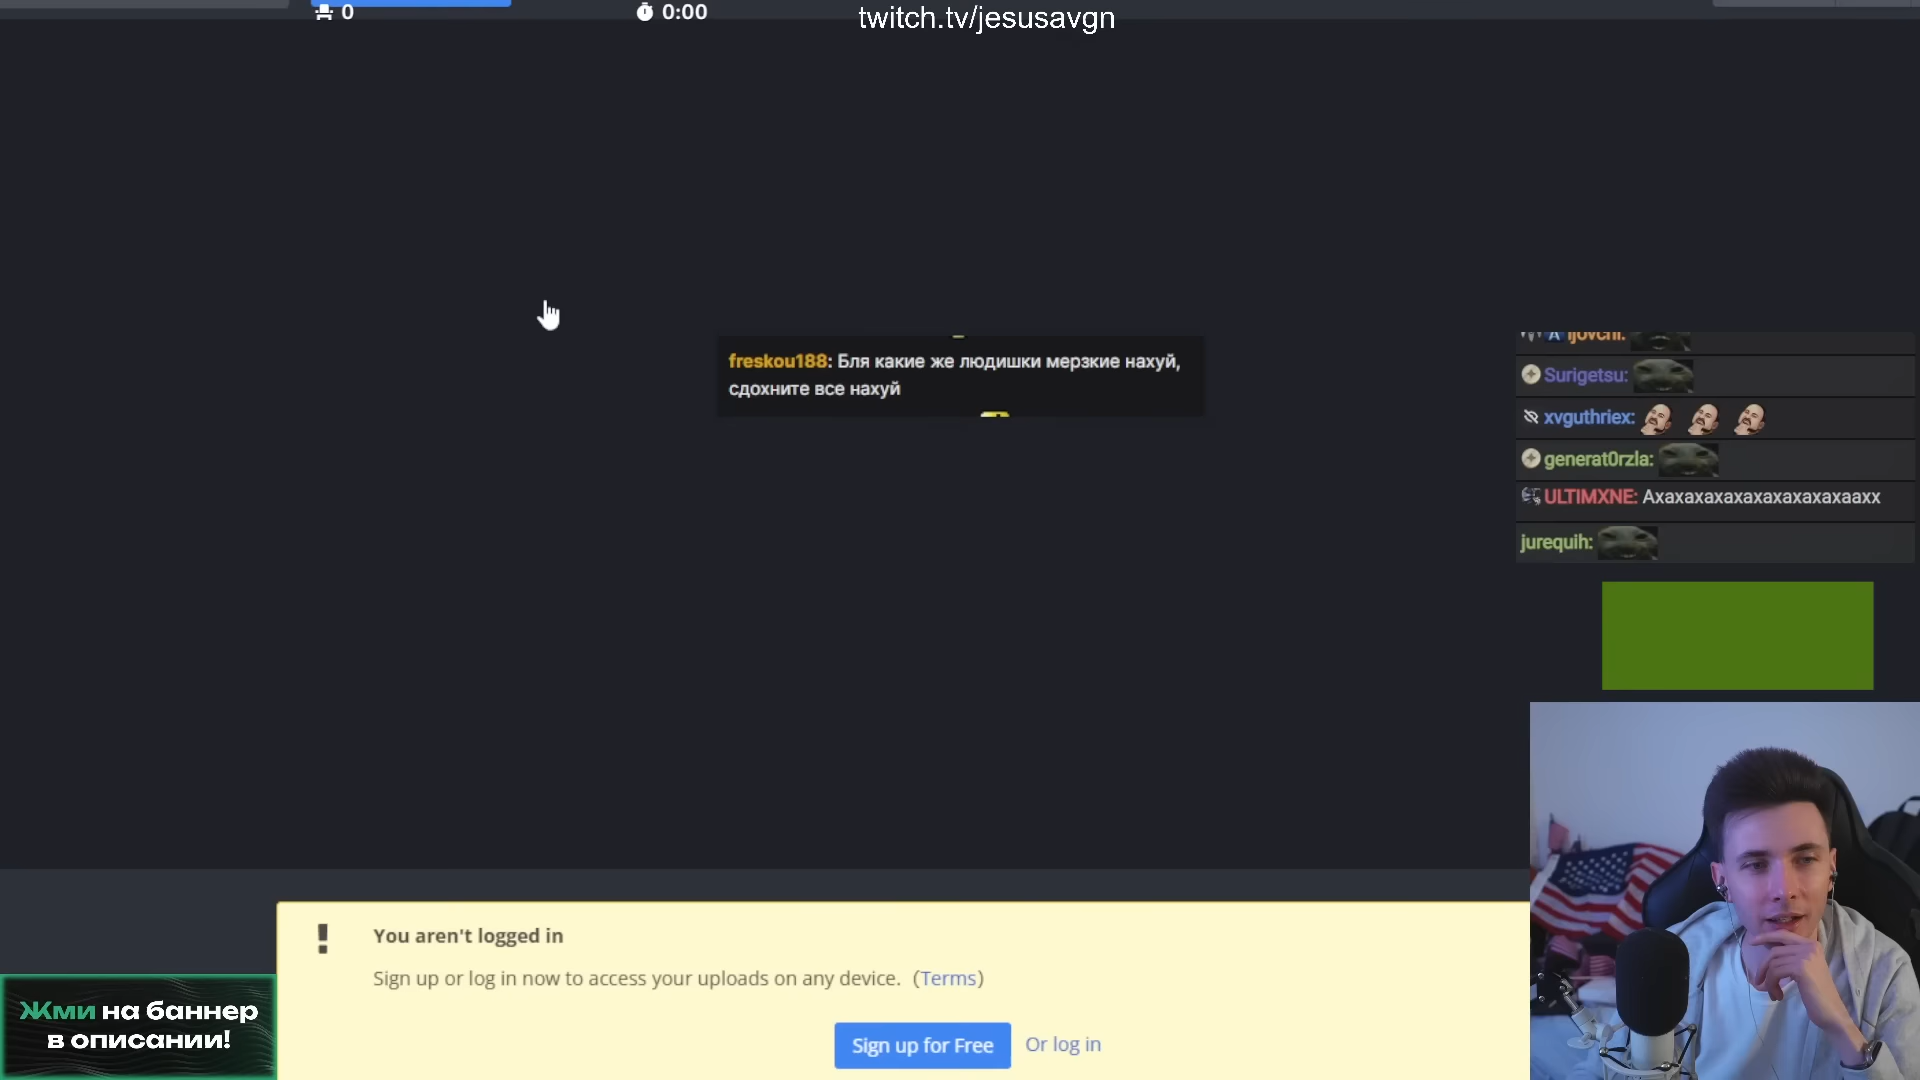 0
0:00
twitch.tv/jesusavgn
freskou188: Бля какие же людишки мерзкие нахуй,
сдохните все нахуй
Surigetsu:
xvguthriex:
generat0rzla:
ULTIMXNE: Ахахахахахахахахахаахх
jurequih:
You aren't logged in
Sign up or log in now to access your uploads on any device. (Terms)
Sign up for Free
Or log in
Жми на баннер
в описании!